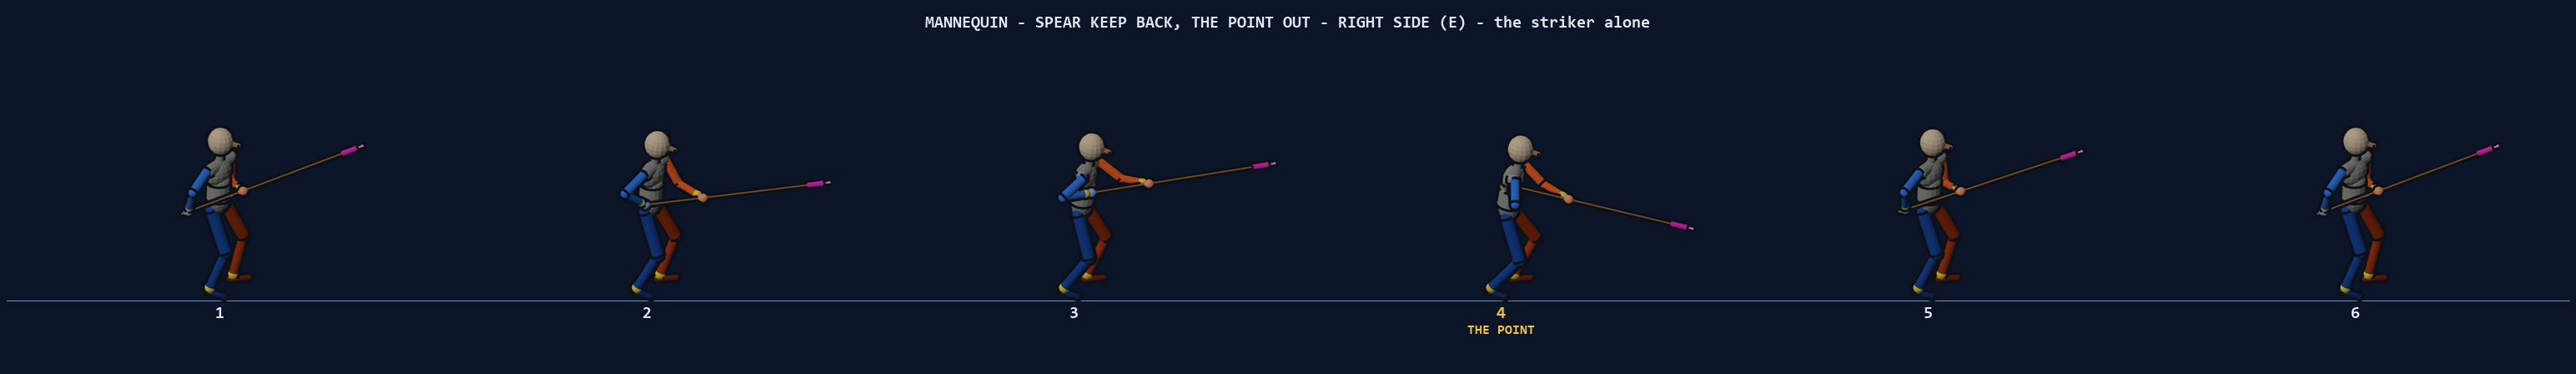 MANNEQUIN - SPEAR KEEP BACK, THE POINT OUT - RIGHT SIDE (E) - the striker alone
1 2 3 4 5 6
THE POINT